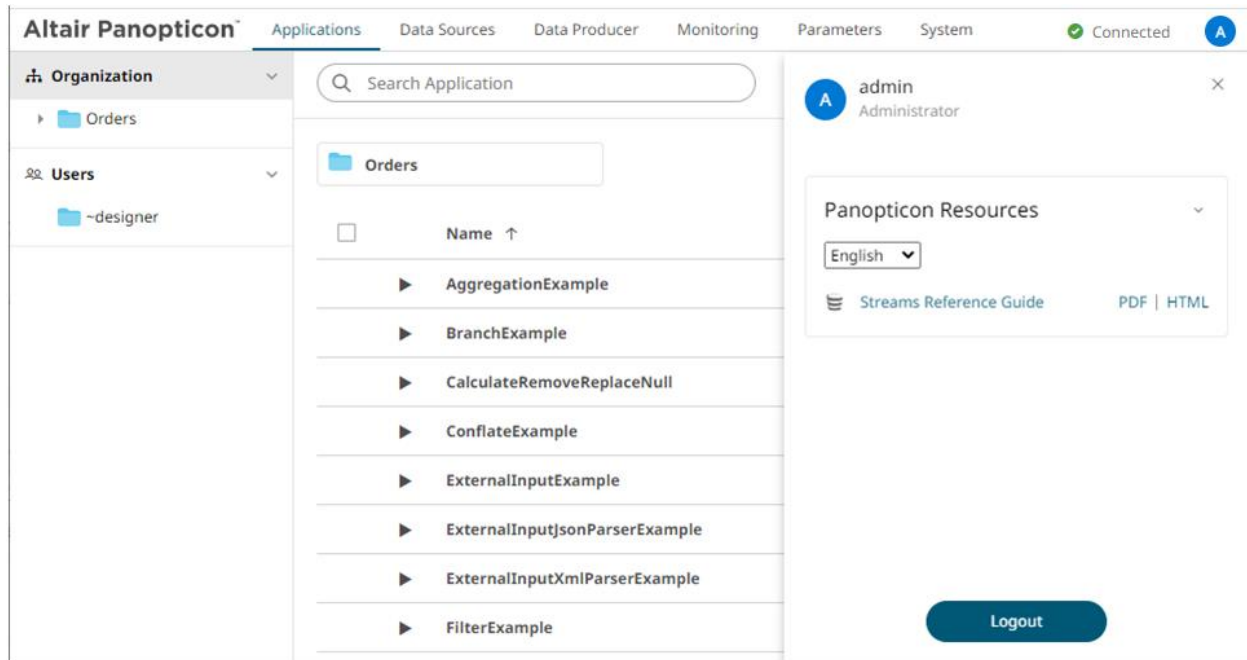 Altair Panopticon™ Applications Data Sources Data Producer Monitoring Parameters System Connected A
Organization
Orders
Users
~designer
Search Application
Orders
Name ↑
AggregationExample
BranchExample
CalculateRemoveReplaceNull
ConflateExample
ExternalInputExample
ExternalInputJsonParserExample
ExternalInputXmlParserExample
FilterExample
A admin
Administrator
Panopticon Resources
English
Streams Reference Guide PDF | HTML
Logout